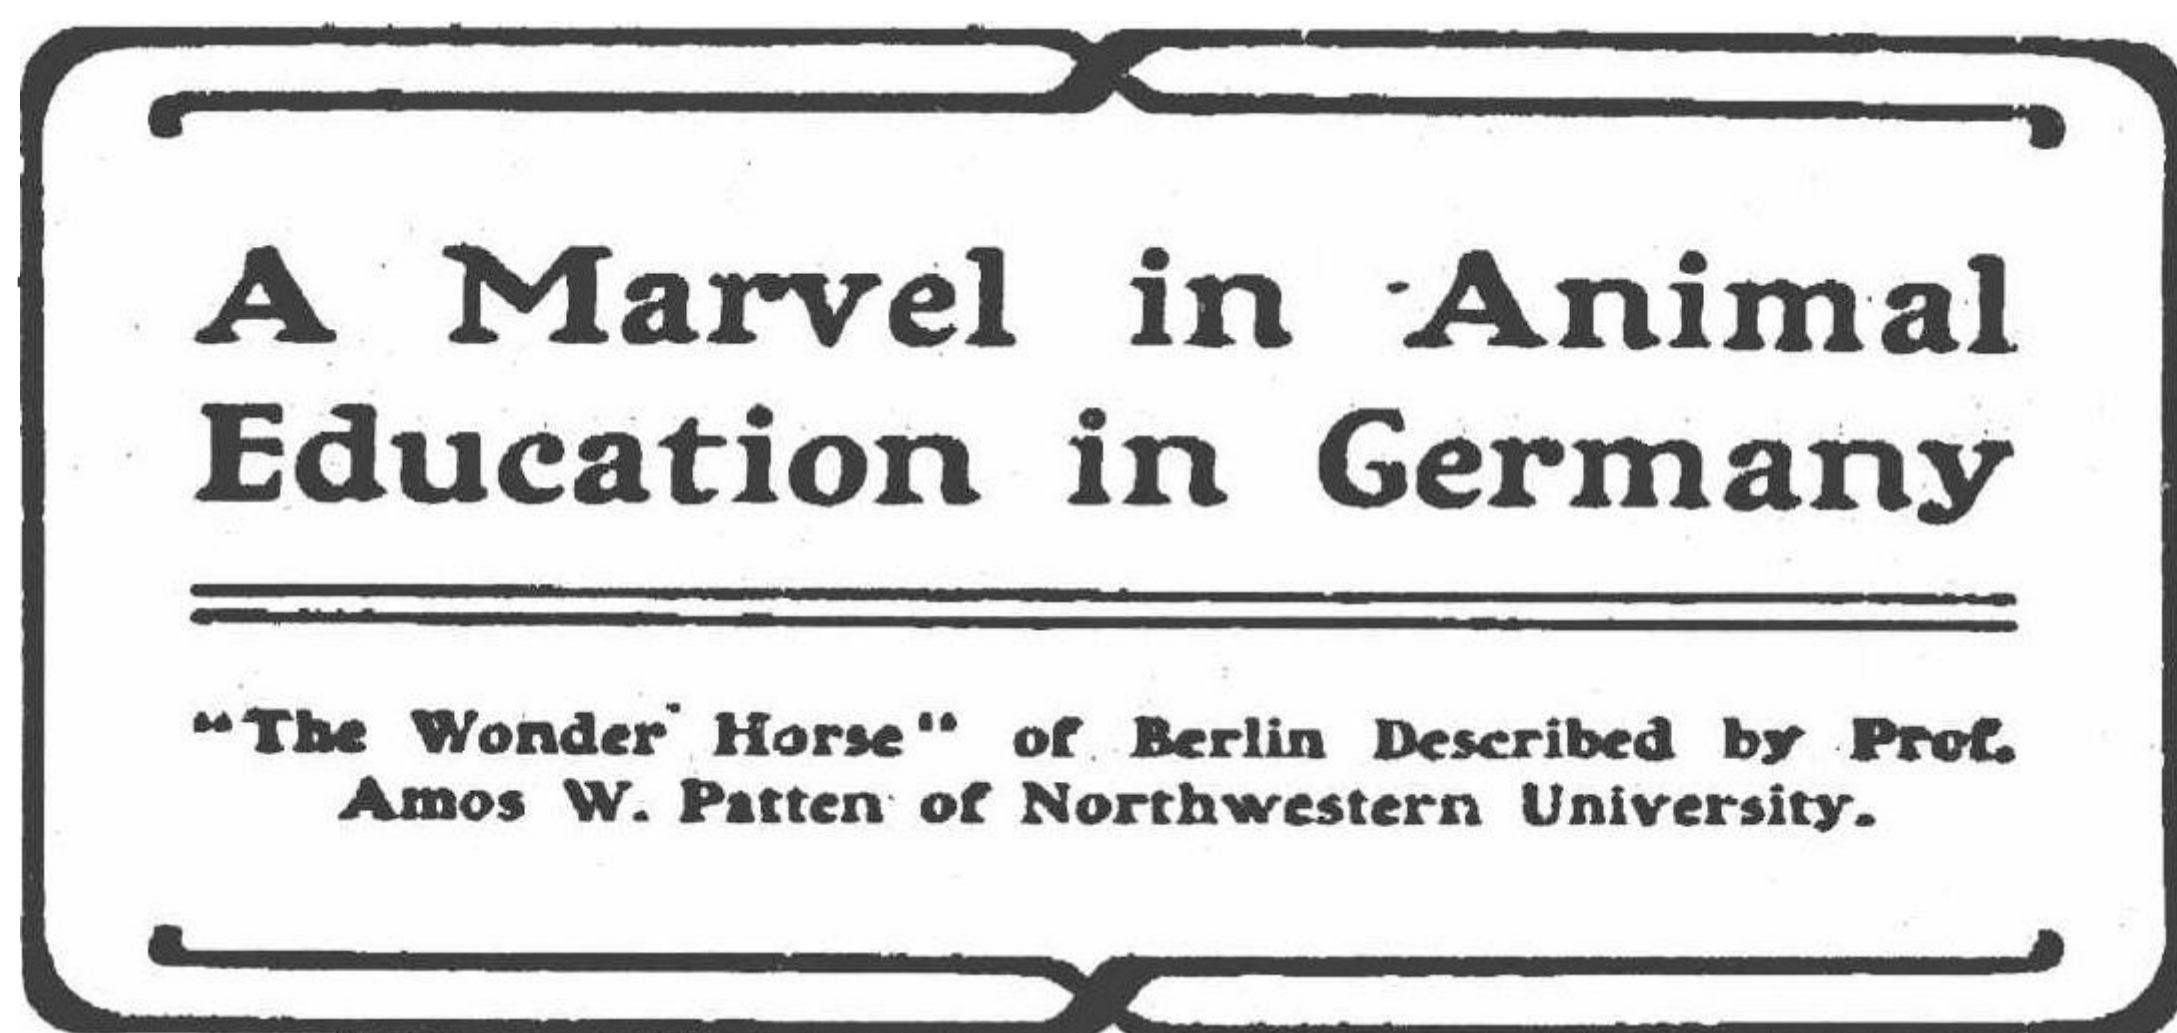 A Marvel in Animal
Education in Germany
"The Wonder Horse" of Berlin Described by Prof.
Amos W. Patten of Northwestern University.